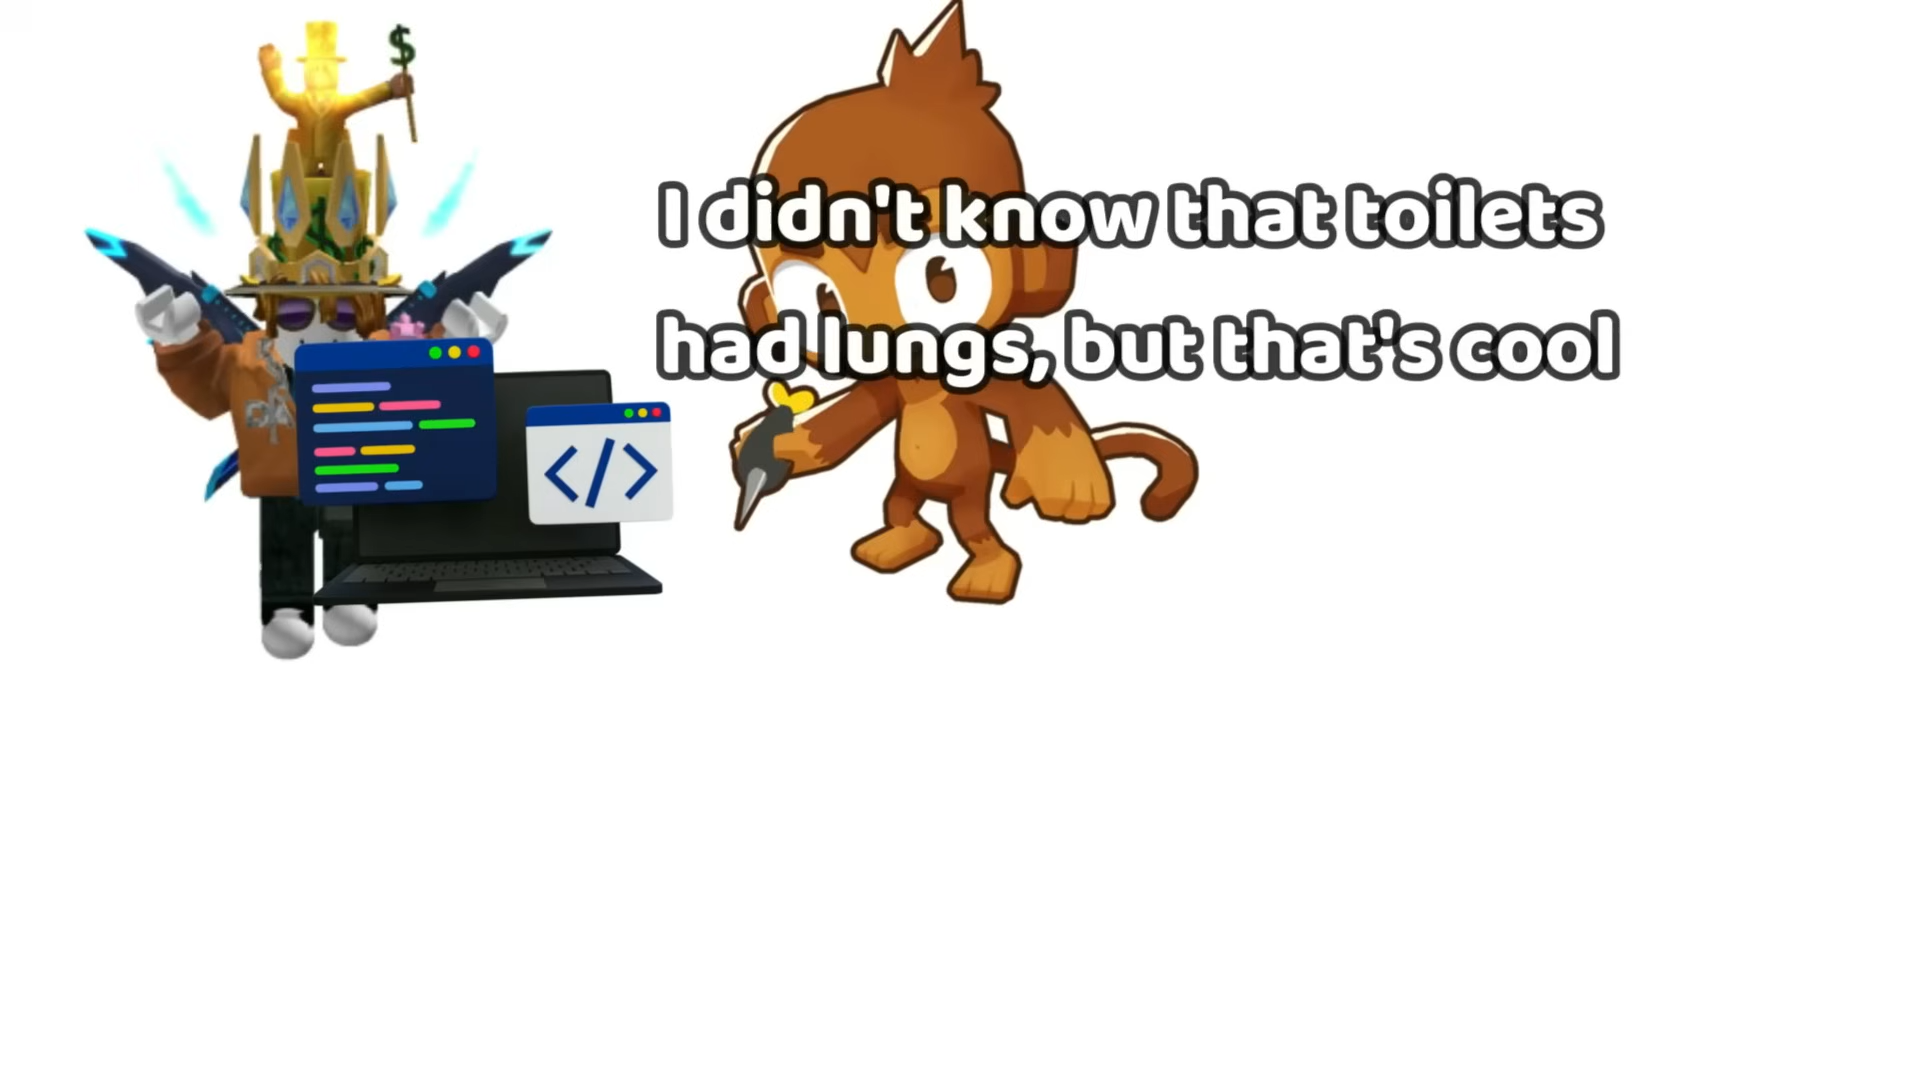 $
I didn't know that toilets
had lungs, but that's cool
</>